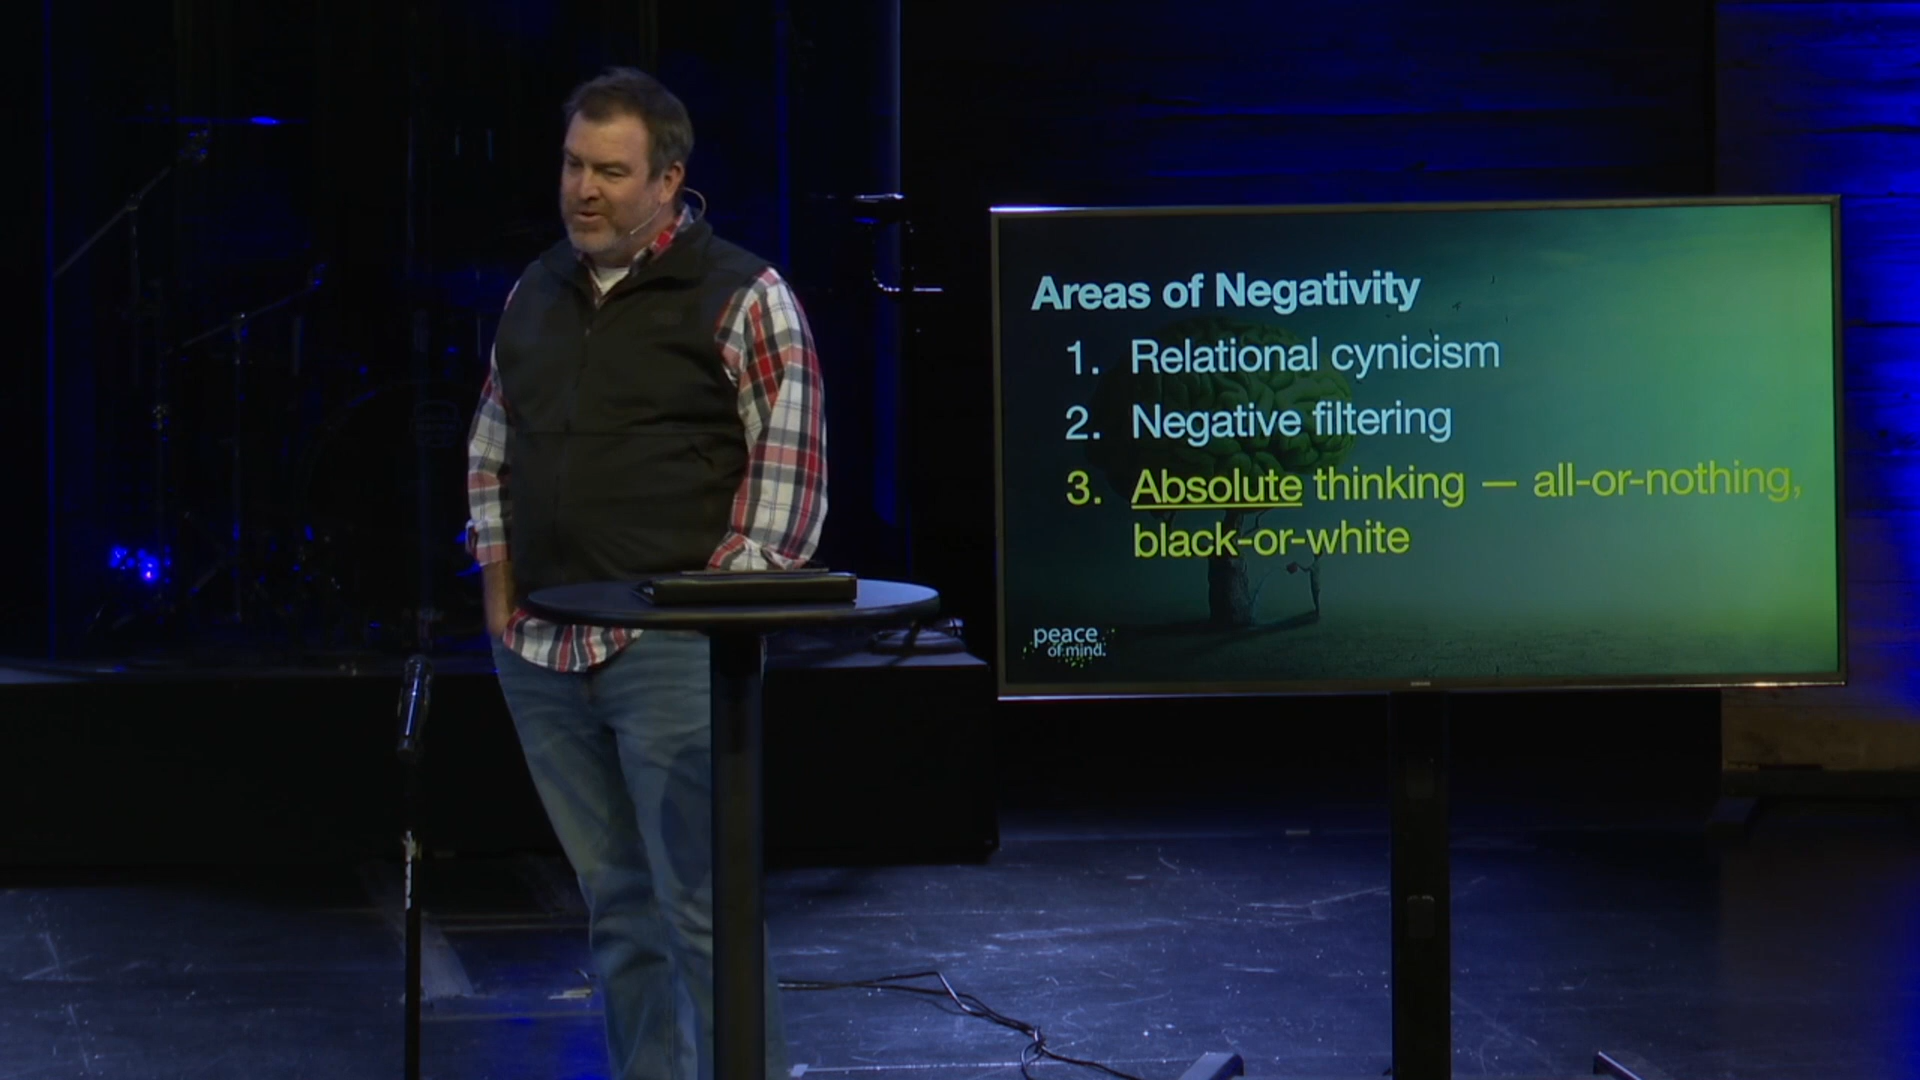 Areas of Negativity
1. Relational cynicism
2. Negative filtering
3. Absolute thinking — all-or-nothing,
black-or-white
peace
of mind.